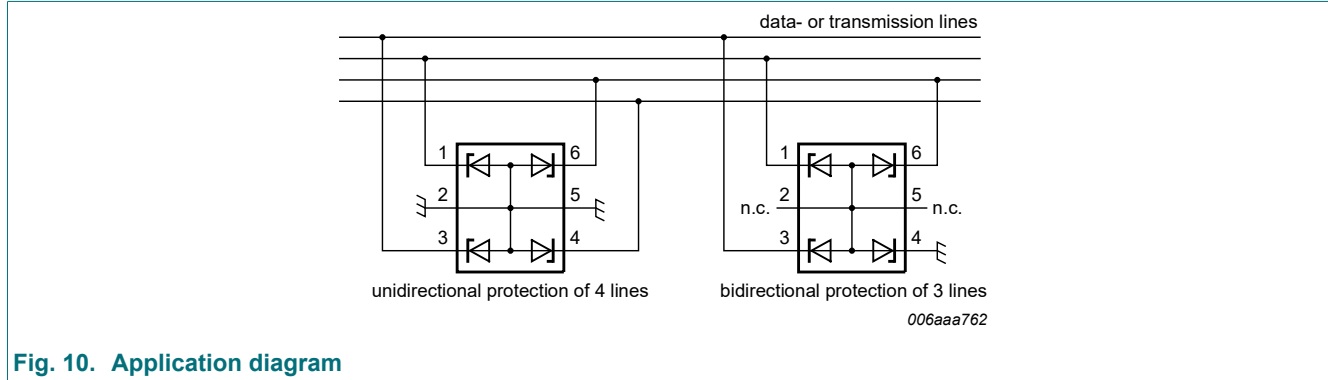 data- or transmission lines
1 6 1 6
2 5 n.c. 2 5 n.c.
3 4 3 4
unidirectional protection of 4 lines bidirectional protection of 3 lines
006aaa762
Fig. 10. Application diagram